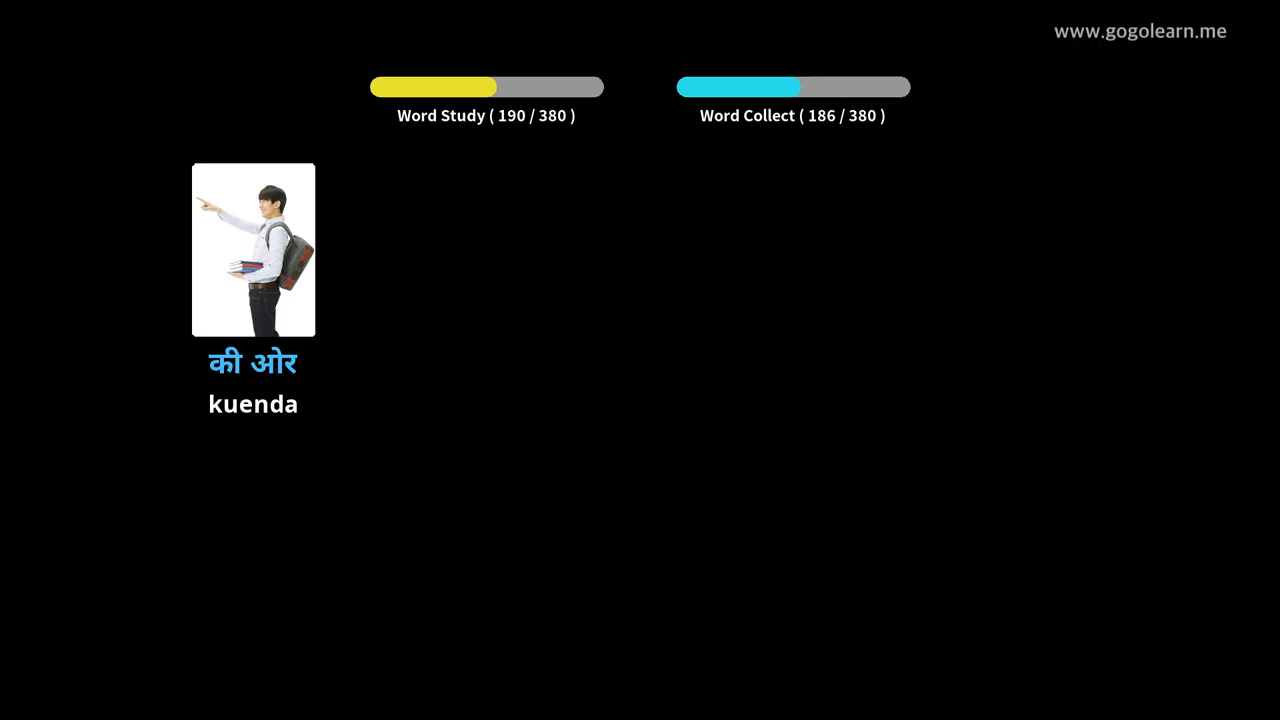 www.gogolearn.me
Word Study ( 190 / 380 )
Word Collect ( 186 / 380 )
की ओर
kuenda